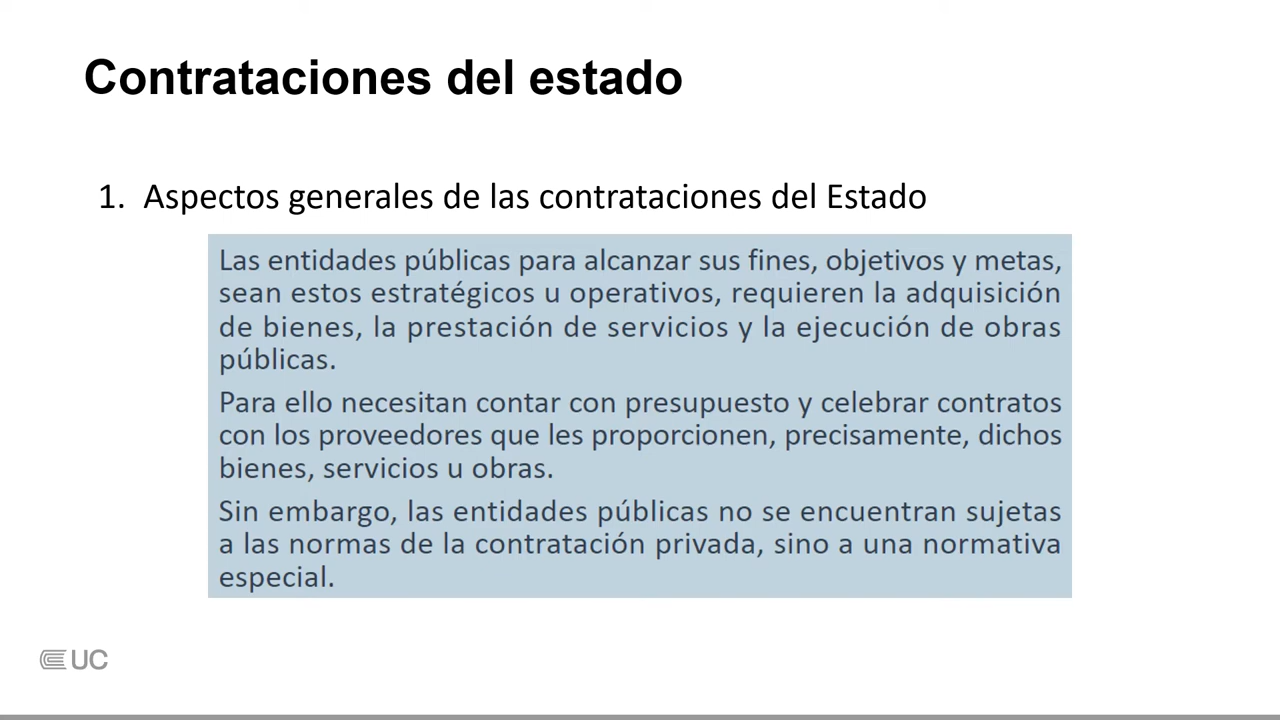 Contrataciones del estado
1. Aspectos generales de las contrataciones del Estado
Las entidades públicas para alcanzar sus fines, objetivos y metas,
sean estos estratégicos u operativos, requieren la adquisición
de bienes, la prestación de servicios y la ejecución de obras
públicas.
Para ello necesitan contar con presupuesto y celebrar contratos
con los proveedores que les proporcionen, precisamente, dichos
bienes, servicios u obras.
Sin embargo, las entidades públicas no se encuentran sujetas
a las normas de la contratación privada, sino a una normativa
especial.
UC